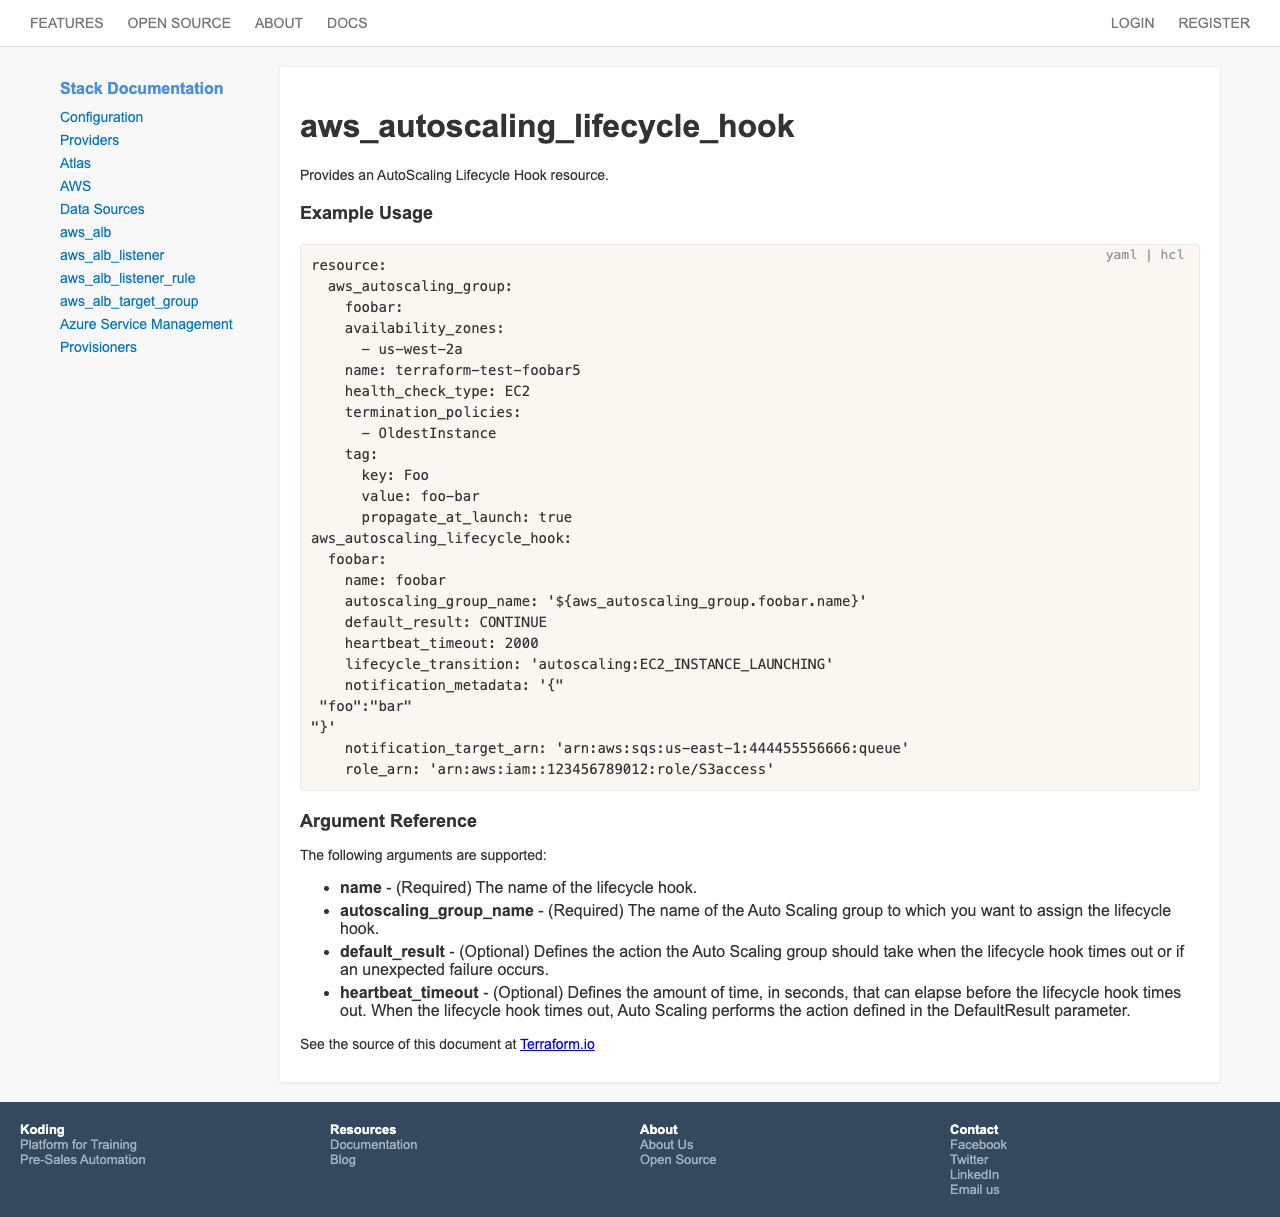 FEATURES OPEN SOURCE ABOUT DOCS LOGIN REGISTER
Stack Documentation
Configuration
Providers
Atlas
AWS
Data Sources
aws_alb
aws_alb_listener
aws_alb_listener_rule
aws_alb_target_group
Azure Service Management
Provisioners
aws_autoscaling_lifecycle_hook
Provides an AutoScaling Lifecycle Hook resource.
Example Usage
yaml | hcl
resource:
  aws_autoscaling_group:
    foobar:
    availability_zones:
      - us-west-2a
    name: terraform-test-foobar5
    health_check_type: EC2
    termination_policies:
      - OldestInstance
    tag:
      key: Foo
      value: foo-bar
      propagate_at_launch: true
aws_autoscaling_lifecycle_hook:
  foobar:
    name: foobar
    autoscaling_group_name: '${aws_autoscaling_group.foobar.name}'
    default_result: CONTINUE
    heartbeat_timeout: 2000
    lifecycle_transition: 'autoscaling:EC2_INSTANCE_LAUNCHING'
    notification_metadata: '{"
 "foo":"bar"
"}'
    notification_target_arn: 'arn:aws:sqs:us-east-1:444455556666:queue'
    role_arn: 'arn:aws:iam::123456789012:role/S3access'
Argument Reference
The following arguments are supported:
• name - (Required) The name of the lifecycle hook.
• autoscaling_group_name - (Required) The name of the Auto Scaling group to which you want to assign the lifecycle
hook.
• default_result - (Optional) Defines the action the Auto Scaling group should take when the lifecycle hook times out or if
an unexpected failure occurs.
• heartbeat_timeout - (Optional) Defines the amount of time, in seconds, that can elapse before the lifecycle hook times
out. When the lifecycle hook times out, Auto Scaling performs the action defined in the DefaultResult parameter.
See the source of this document at Terraform.io
Koding
Platform for Training
Pre-Sales Automation
Resources
Documentation
Blog
About
About Us
Open Source
Contact
Facebook
Twitter
LinkedIn
Email us